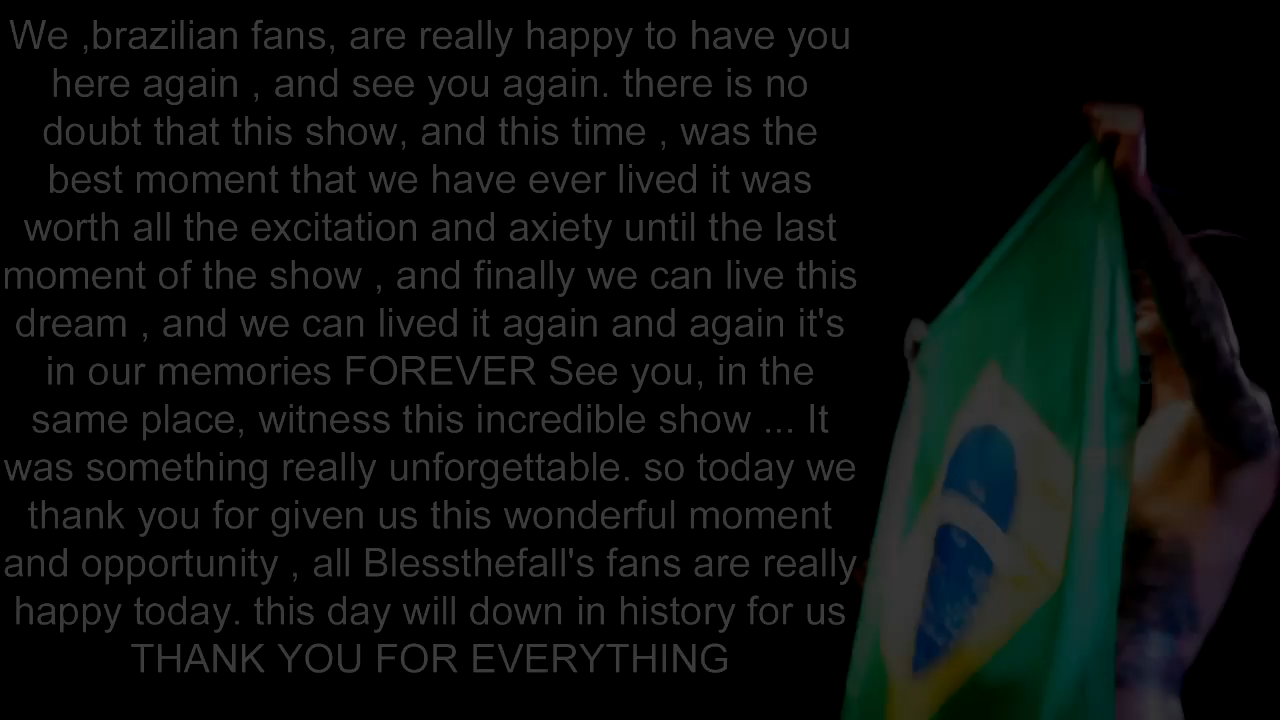 We ,brazilian fans, are really happy to have you
here again , and see you again. there is no
doubt that this show, and this time , was the
best moment that we have ever lived it was
worth all the excitation and axiety until the last
moment of the show , and finally we can live this
dream , and we can lived it again and again it's
in our memories FOREVER See you, in the
same place, witness this incredible show ... It
was something really unforgettable. so today we
thank you for given us this wonderful moment
and opportunity , all Blessthefall's fans are really
happy today. this day will down in history for us
THANK YOU FOR EVERYTHING